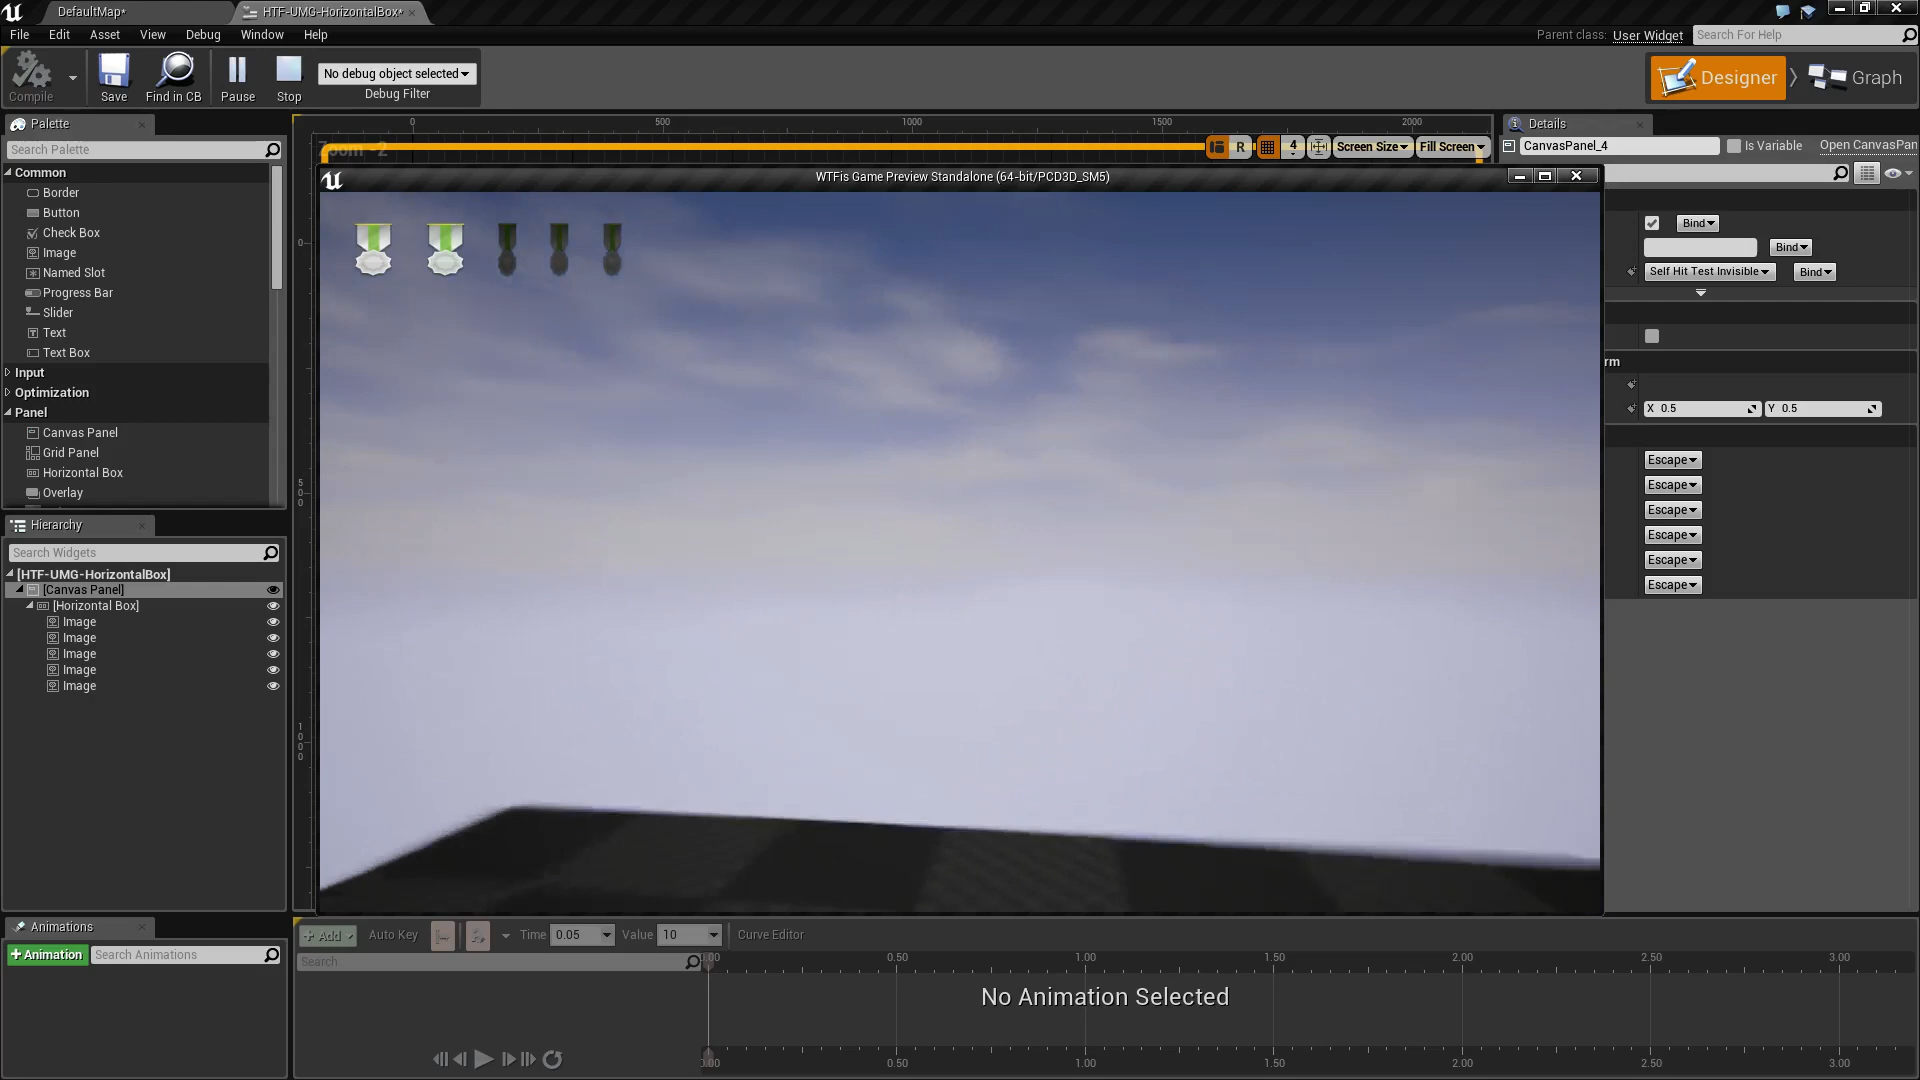 DefaultMap*
HTF-UMG-HorizontalBox*
File Edit Asset View Debug Window Help
Parent class: User Widget
Search For Help
Compile
Save
Find in CB
Pause
Stop
No debug object selected
Debug Filter
Designer
Graph
Palette
Search Palette
Common
Border
Button
Check Box
Image
Named Slot
Progress Bar
Slider
Text
Text Box
Input
Optimization
Panel
Canvas Panel
Grid Panel
Horizontal Box
Overlay
Hierarchy
Search Widgets
[HTF-UMG-HorizontalBox]
[Canvas Panel]
[Horizontal Box]
Image
Image
Image
Image
Image
0 500 1000 1500 2000
Zoom -2
R
4
Screen Size
Fill Screen
0
500
1000
WTFis Game Preview Standalone (64-bit/PCD3D_SM5)
Details
CanvasPanel_4
Is Variable
Open CanvasPan
Bind
Bind
Self Hit Test Invisible
Bind
rm
X 0.5
Y 0.5
Escape
Escape
Escape
Escape
Escape
Escape
Animations
+ Animation
Search Animations
+ Add
Auto Key
Time 0.05
Value 10
Curve Editor
Search
0.00 0.50 1.00 1.50 2.00 2.50 3.00
No Animation Selected
0.00 0.50 1.00 1.50 2.00 2.50 3.00